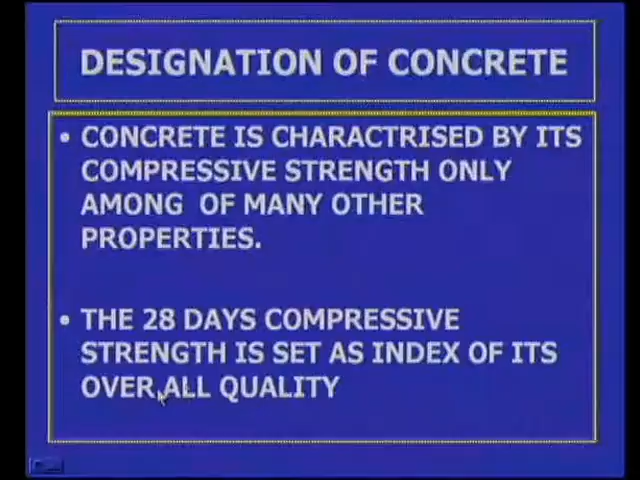 DESIGNATION OF CONCRETE
• CONCRETE IS CHARACTRISED BY ITS
COMPRESSIVE STRENGTH ONLY
AMONG OF MANY OTHER
PROPERTIES.
• THE 28 DAYS COMPRESSIVE
STRENGTH IS SET AS INDEX OF ITS
OVER ALL QUALITY